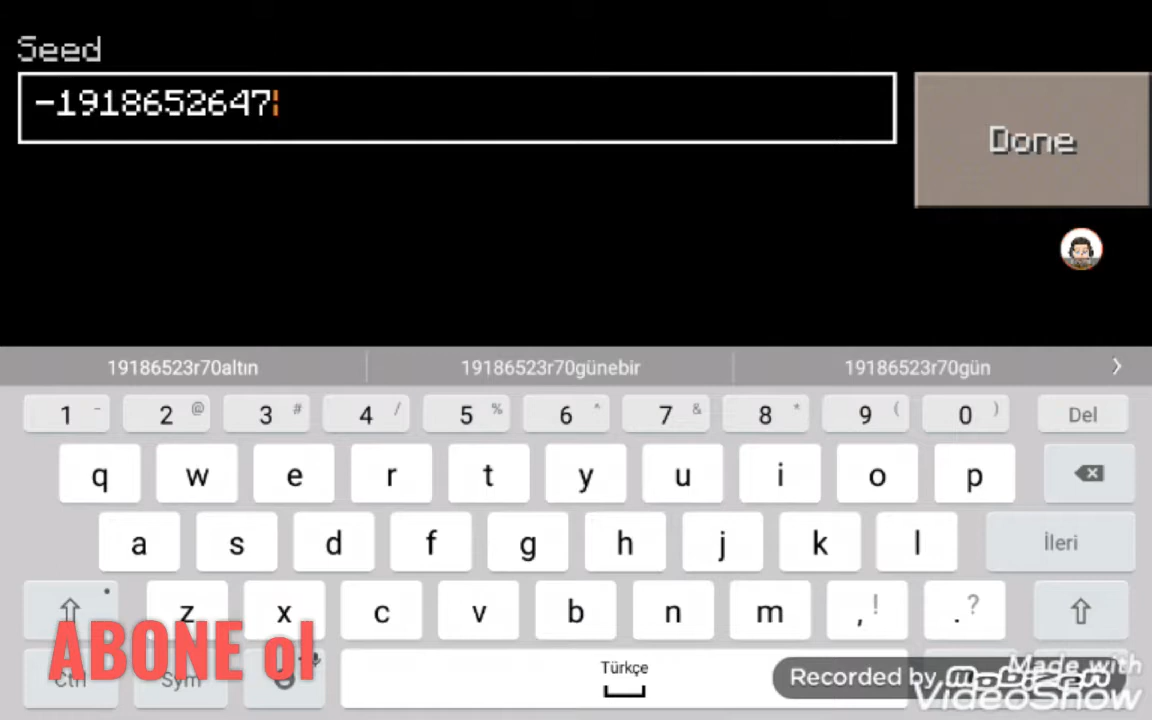 Seed
-1918652647
Done
19186523r70altın 19186523r70günebir 19186523r70gün >
1 - 2 @ 3 # 4 / 5 % 6 ^ 7 & 8 * 9 ( 0 ) Del
q w e r t y u i o p
a s d f g h j k l İleri
z x c v b n m , ! . ?
ABONE ol
Ctrl Sym Türkçe
Recorded by MOBIZEN
Made with
VideoShow